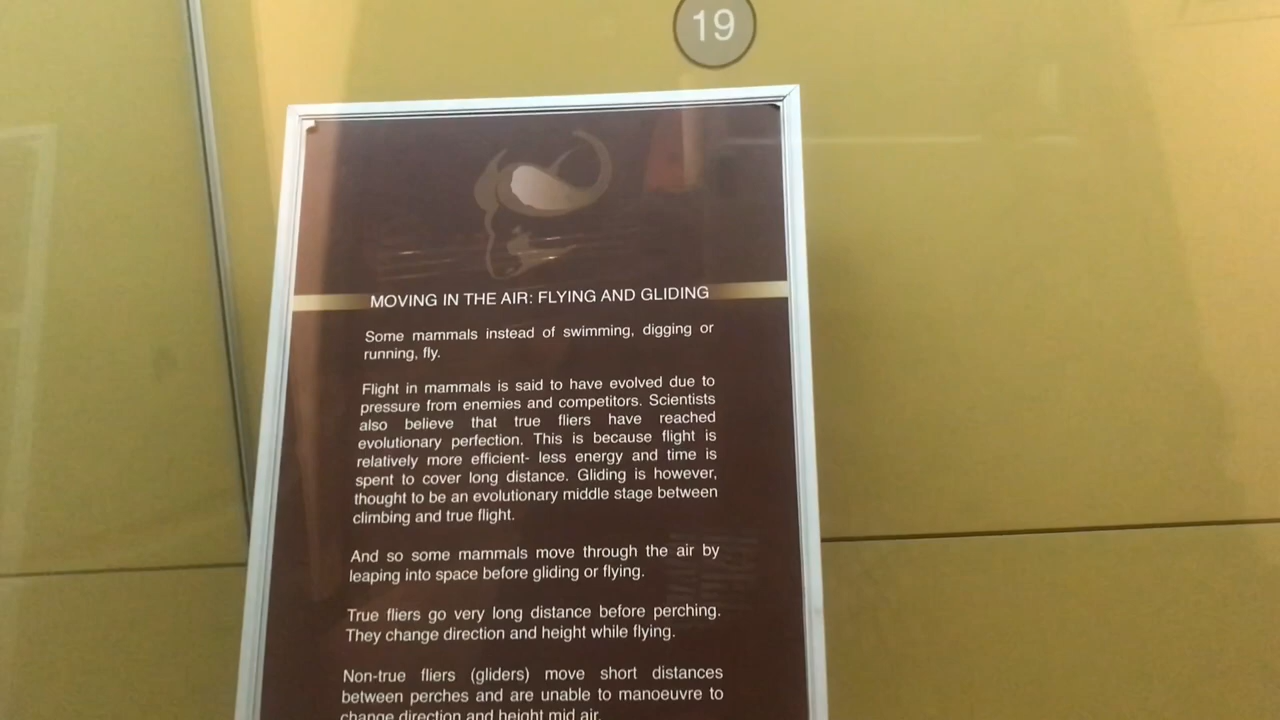 19
MOVING IN THE AIR: FLYING AND GLIDING
Some mammals instead of swimming, digging or
running, fly.
Flight in mammals is said to have evolved due to
pressure from enemies and competitors. Scientists
also believe that true fliers have reached
evolutionary perfection. This is because flight is
relatively more efficient- less energy and time is
spent to cover long distance. Gliding is however,
thought to be an evolutionary middle stage between
climbing and true flight.
And so some mammals move through the air by
leaping into space before gliding or flying.
True fliers go very long distance before perching.
They change direction and height while flying.
Non-true fliers (gliders) move short distances
between perches and are unable to manoeuvre to
change direction and height mid air.